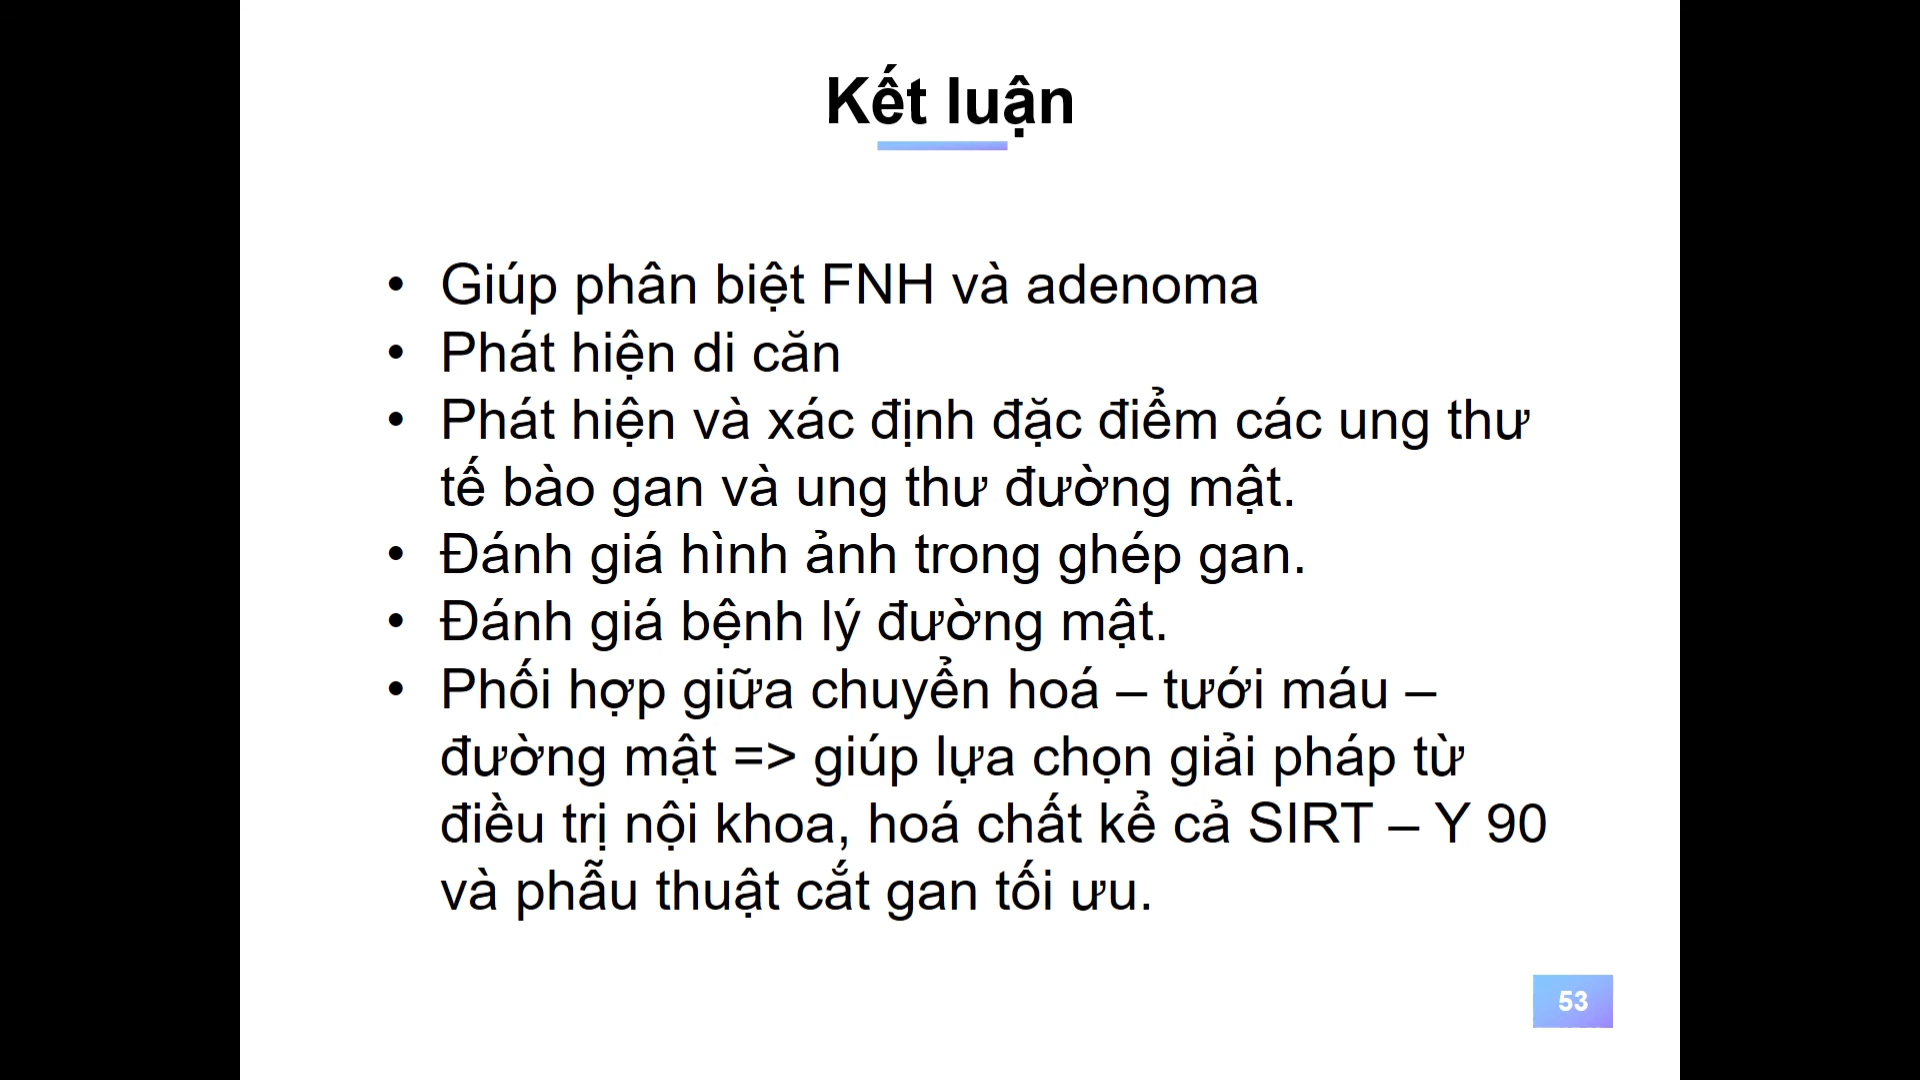 Kết luận
• Giúp phân biệt FNH và adenoma
• Phát hiện di căn
• Phát hiện và xác định đặc điểm các ung thư
tế bào gan và ung thư đường mật.
• Đánh giá hình ảnh trong ghép gan.
• Đánh giá bệnh lý đường mật.
• Phối hợp giữa chuyển hoá – tưới máu –
đường mật => giúp lựa chọn giải pháp từ
điều trị nội khoa, hoá chất kể cả SIRT – Y 90
và phẫu thuật cắt gan tối ưu.
53